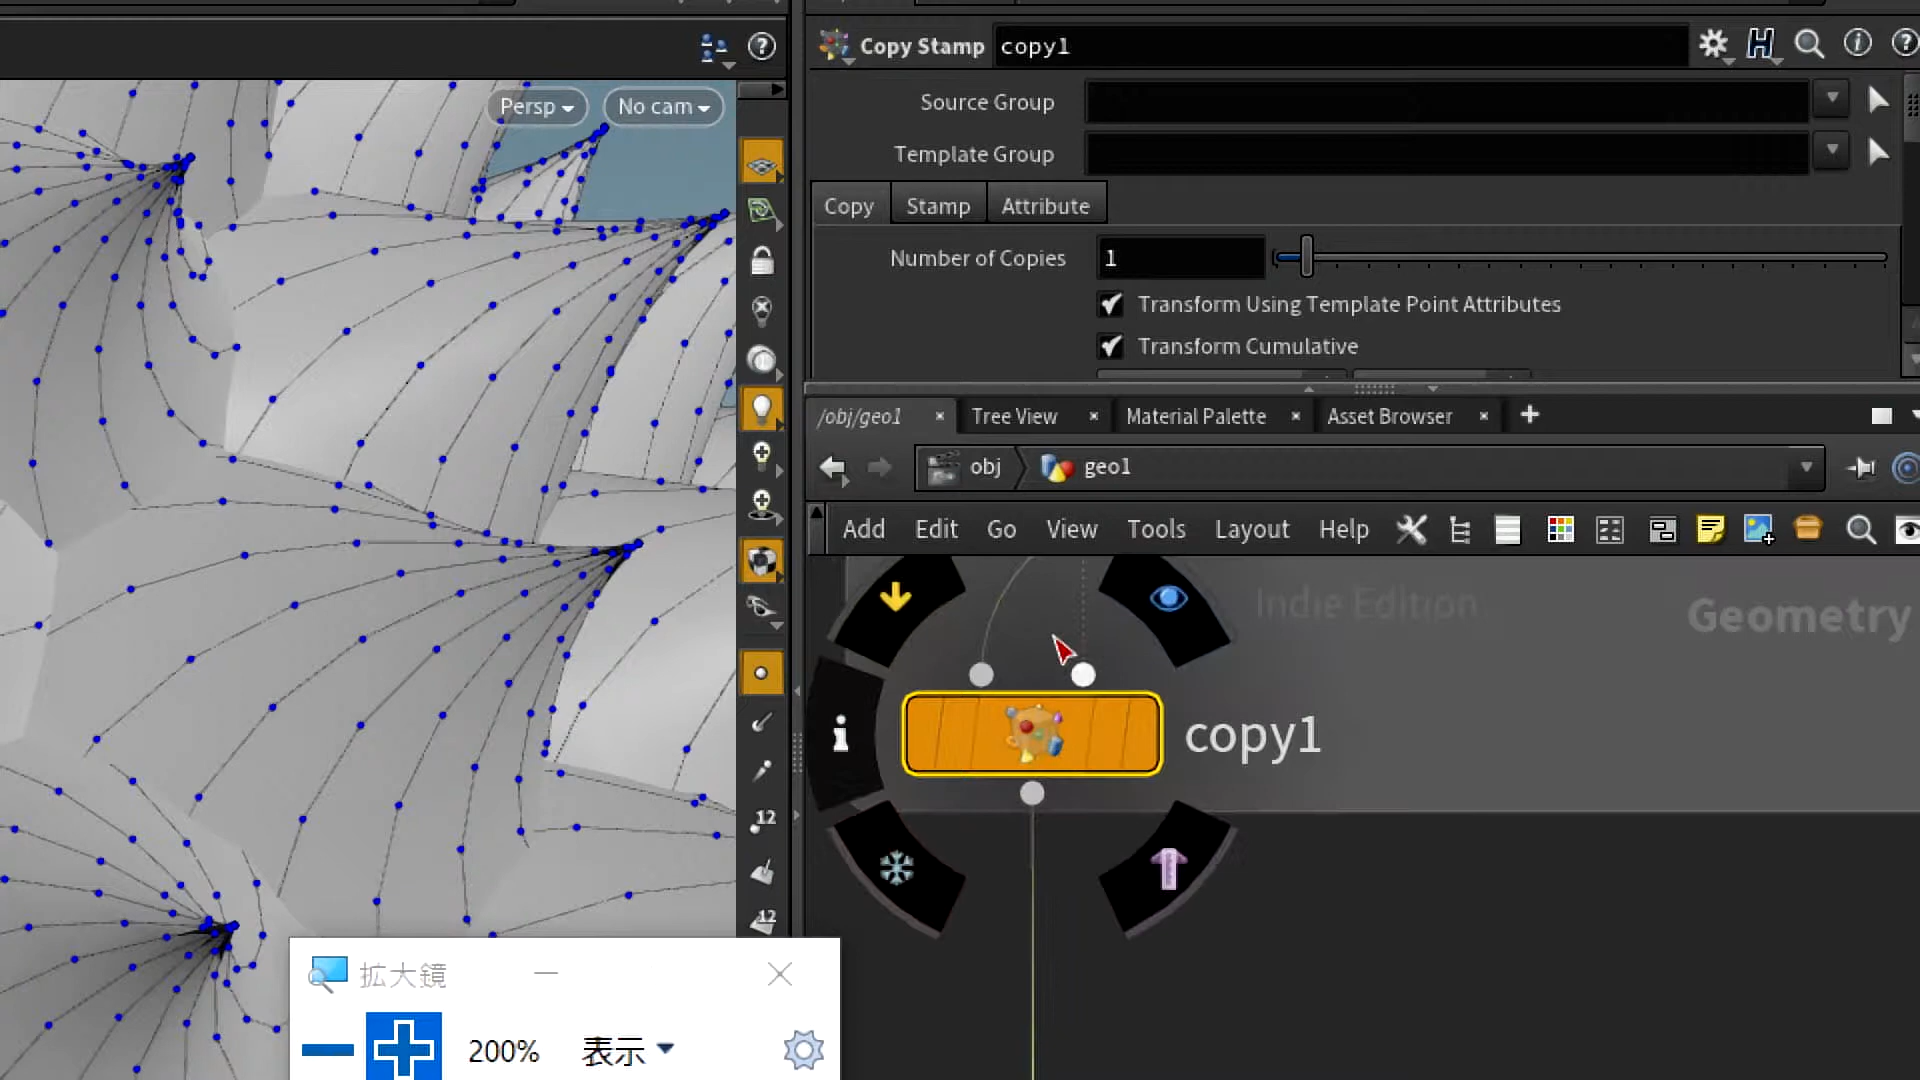 Persp
No cam
Copy Stamp copy1
Source Group
Template Group
Copy Stamp Attribute
Number of Copies 1
Transform Using Template Point Attributes
Transform Cumulative
/obj/geo1 Tree View Material Palette Asset Browser
obj geo1
Add Edit Go View Tools Layout Help
Indie Edition
Geometry
copy1
12
12
拡大鏡
200% 表示